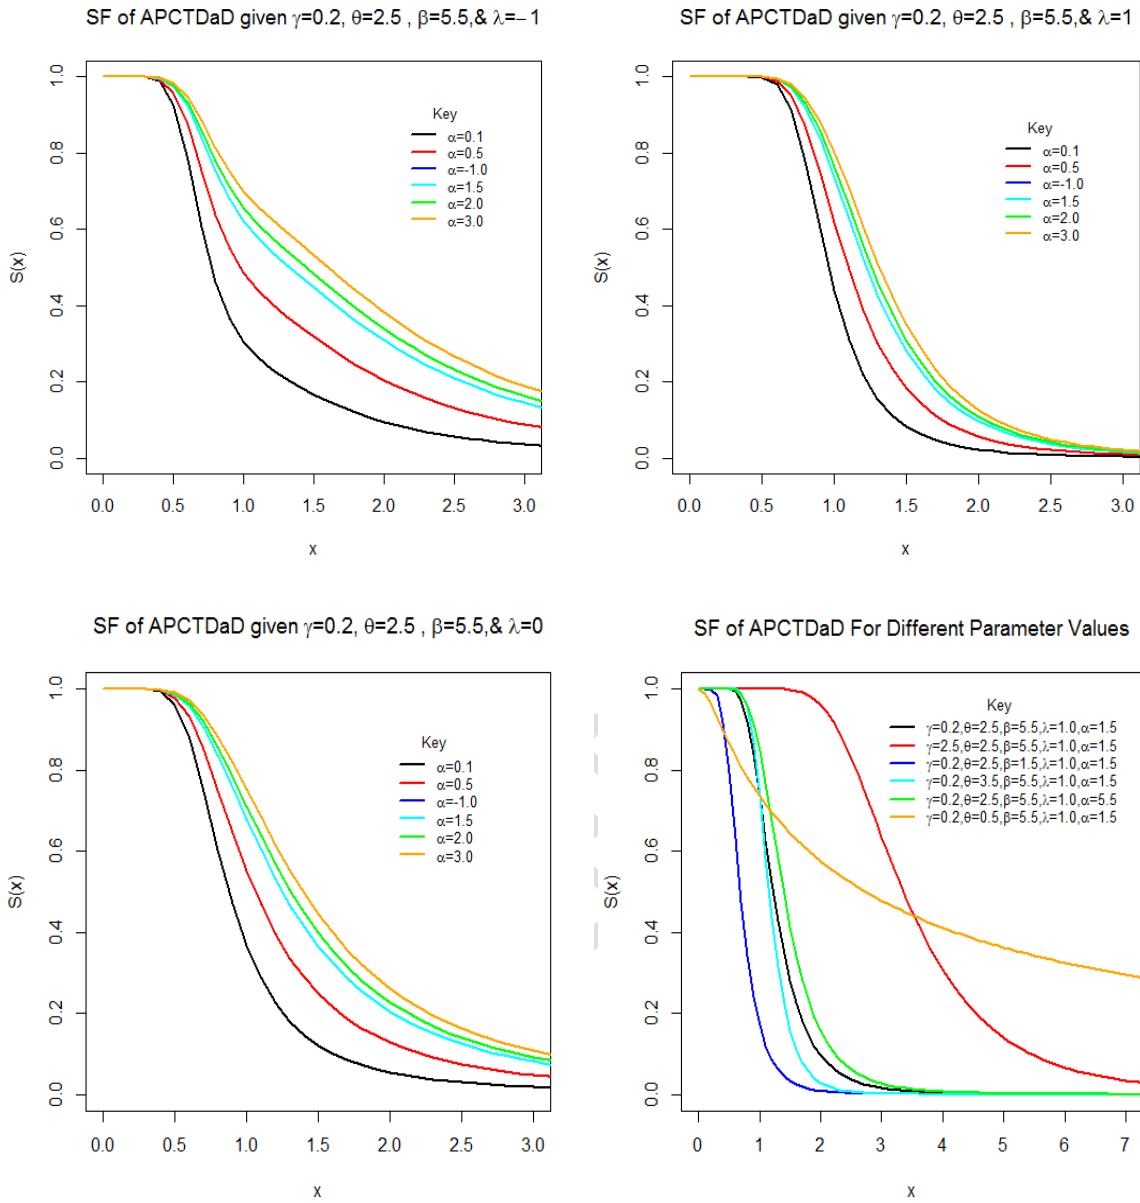 SF of APCTDaD given γ=0.2, θ=2.5 , β=5.5,& λ=−1
S(x)
1.0
0.8
0.6
0.4
0.2
0.0
Key
α=0.1
α=0.5
α=-1.0
α=1.5
α=2.0
α=3.0
0.0 0.5 1.0 1.5 2.0 2.5 3.0
x
SF of APCTDaD given γ=0.2, θ=2.5 , β=5.5,& λ=1
S(x)
1.0
0.8
0.6
0.4
0.2
0.0
Key
α=0.1
α=0.5
α=-1.0
α=1.5
α=2.0
α=3.0
0.0 0.5 1.0 1.5 2.0 2.5 3.0
x
SF of APCTDaD given γ=0.2, θ=2.5 , β=5.5,& λ=0
S(x)
1.0
0.8
0.6
0.4
0.2
0.0
Key
α=0.1
α=0.5
α=-1.0
α=1.5
α=2.0
α=3.0
0.0 0.5 1.0 1.5 2.0 2.5 3.0
x
SF of APCTDaD For Different Parameter Values
S(x)
1.0
0.8
0.6
0.4
0.2
0.0
Key
γ=0.2,θ=2.5,β=5.5,λ=1.0,α=1.5
γ=2.5,θ=2.5,β=5.5,λ=1.0,α=1.5
γ=0.2,θ=2.5,β=1.5,λ=1.0,α=1.5
γ=0.2,θ=3.5,β=5.5,λ=1.0,α=1.5
γ=0.2,θ=2.5,β=5.5,λ=1.0,α=5.5
γ=0.2,θ=0.5,β=5.5,λ=1.0,α=1.5
0 1 2 3 4 5 6 7
x